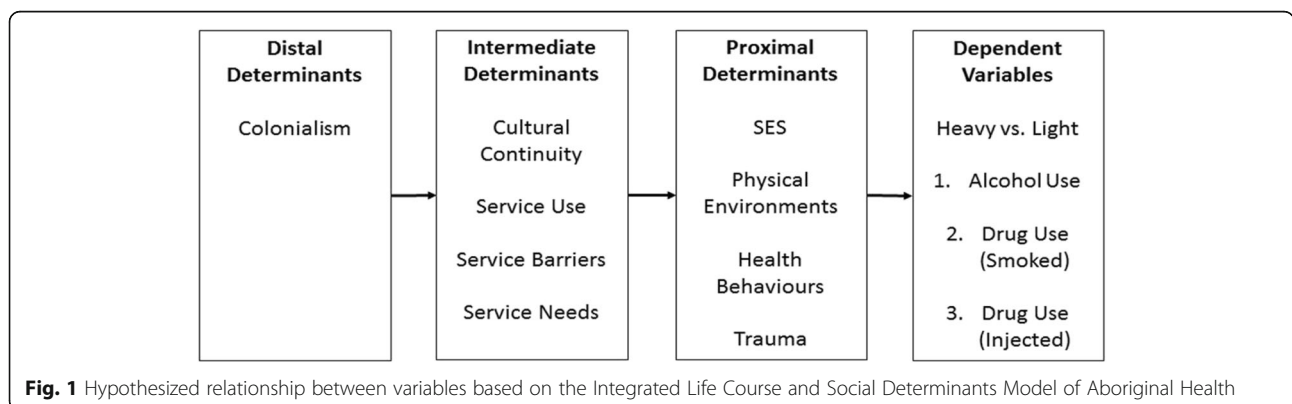 Distal
Determinants
Colonialism
Intermediate
Determinants
Cultural
Continuity
Service Use
Service Barriers
Service Needs
Proximal
Determinants
SES
Physical
Environments
Health
Behaviours
Trauma
Dependent
Variables
Heavy vs. Light
1. Alcohol Use
2. Drug Use
(Smoked)
3. Drug Use
(Injected)
Fig. 1 Hypothesized relationship between variables based on the Integrated Life Course and Social Determinants Model of Aboriginal Health